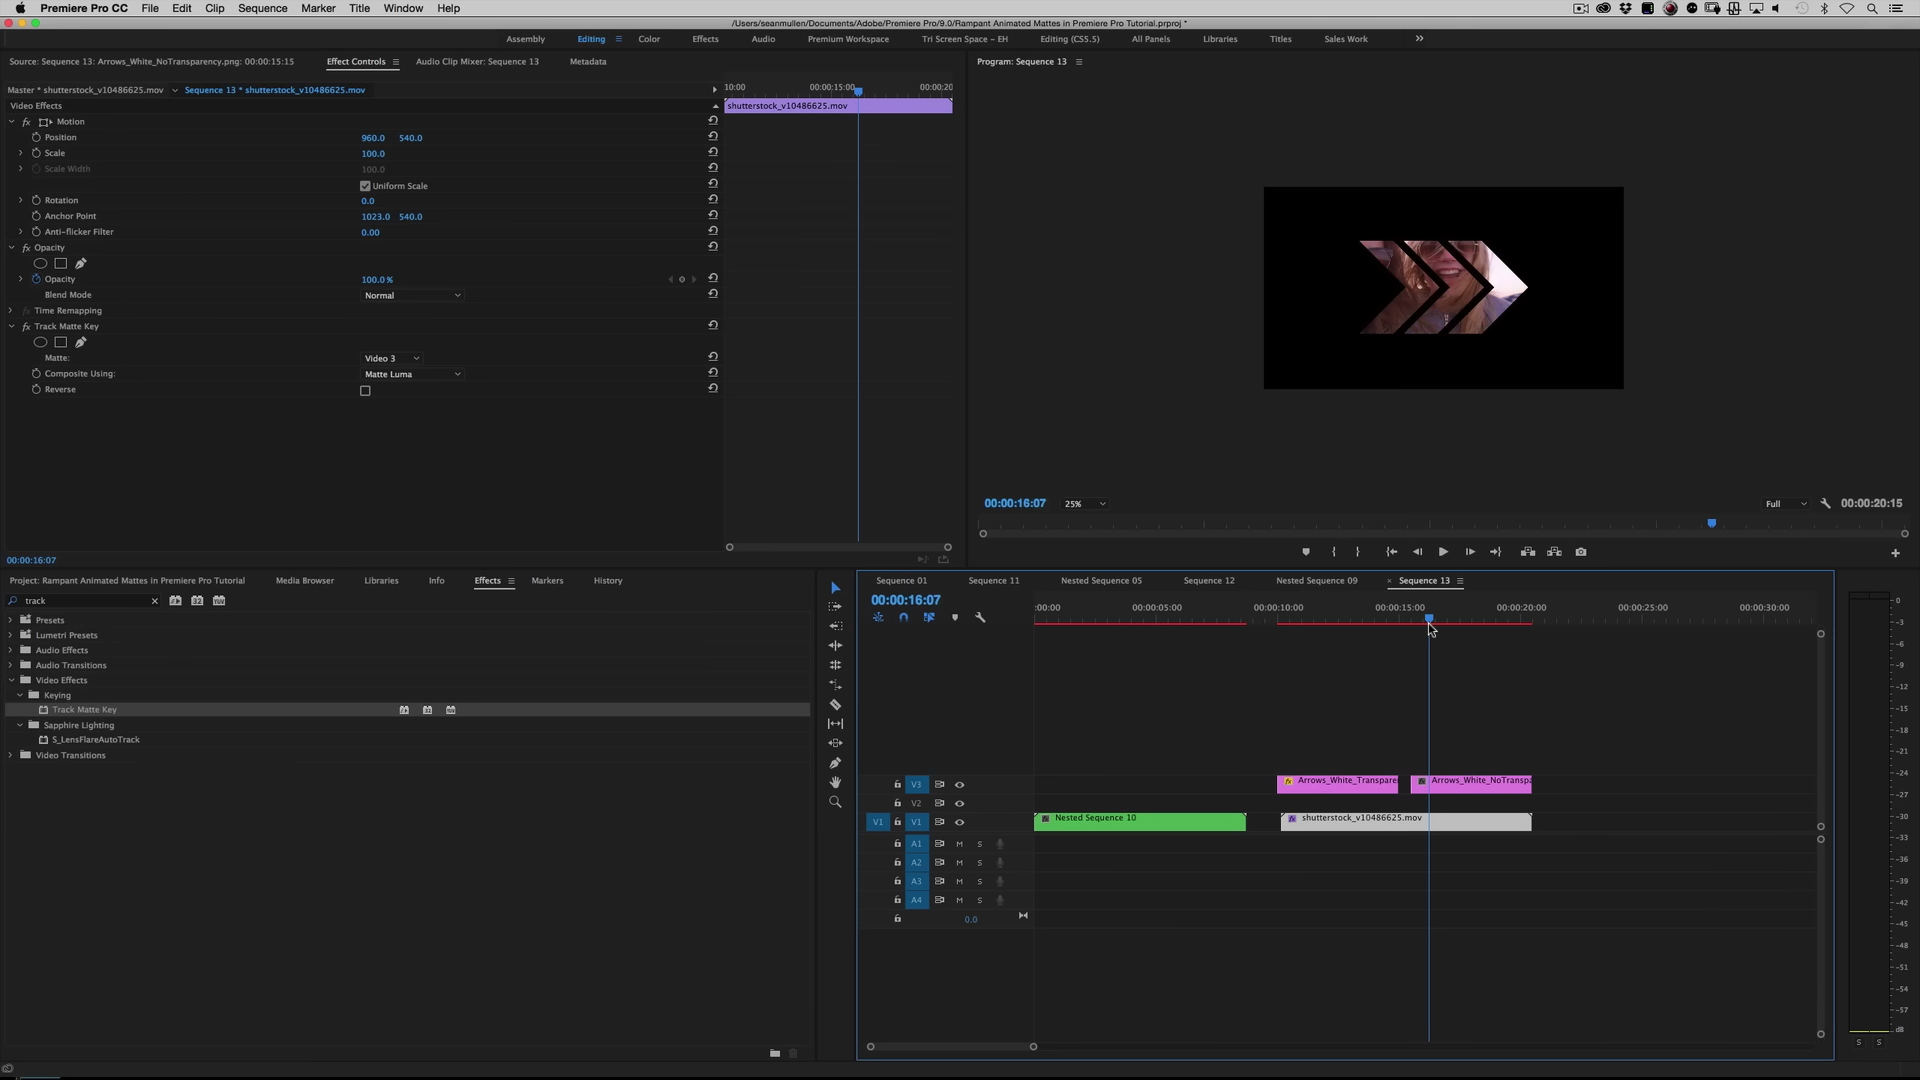 Premiere Pro CC File Edit Clip Sequence Marker Title Window Help
/Users/seanmullen/Documents/Adobe/Premiere Pro/9.0/Rampant Animated Mattes in Premiere Pro Tutorial.prproj *
Assembly Editing Color Effects Audio Premium Workspace Tri Screen Space - EH Editing (CS5.5) All Panels Libraries Titles Sales Work
Source: Sequence 13: Arrows_White_NoTransparency.png: 00:00:15:15 Effect Controls Audio Clip Mixer: Sequence 13 Metadata
Program: Sequence 13
Master * shutterstock_v10486625.mov Sequence 13 * shutterstock_v10486625.mov
10:00 00:00:15:00 00:00:20
Video Effects
shutterstock_v10486625.mov
fx Motion
Position 960.0 540.0
Scale 100.0
Scale Width 100.0
Uniform Scale
Rotation 0.0
Anchor Point 1023.0 540.0
Anti-flicker Filter 0.00
fx Opacity
Opacity 100.0 %
Blend Mode Normal
Time Remapping
fx Track Matte Key
Matte: Video 3
Composite Using: Matte Luma
Reverse
00:00:16:07
00:00:16:07 25% Full 00:00:20:15
Project: Rampant Animated Mattes in Premiere Pro Tutorial Media Browser Libraries Info Effects Markers History
track
Presets
Lumetri Presets
Audio Effects
Audio Transitions
Video Effects
Keying
Track Matte Key
Sapphire Lighting
S_LensFlareAutoTrack
Video Transitions
Sequence 01 Sequence 11 Nested Sequence 05 Sequence 12 Nested Sequence 09 × Sequence 13
00:00:16:07
:00:00 00:00:05:00 00:00:10:00 00:00:15:00 00:00:20:00 00:00:25:00 00:00:30:00
V3 Arrows_White_Transpare Arrows_White_NoTranspa
V2
V1 V1 Nested Sequence 10 shutterstock_v10486625.mov
A1 M S
A2 M S
A3 M S
A4 M S
0.0
0
-3
-6
-9
-12
-15
-18
-21
-24
-27
-30
-33
-36
-39
-42
-45
-48
-51
-54
-57
dB
S S